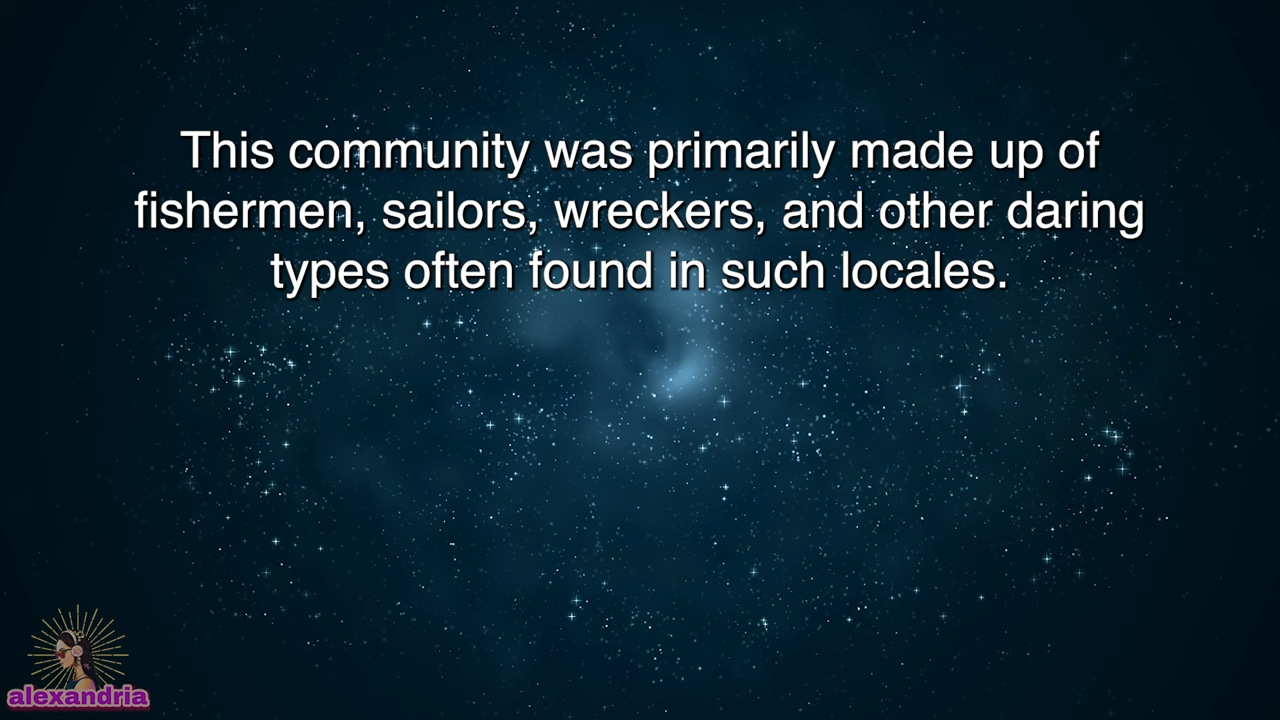 This community was primarily made up of
fishermen, sailors, wreckers, and other daring
types often found in such locales.
alexandria